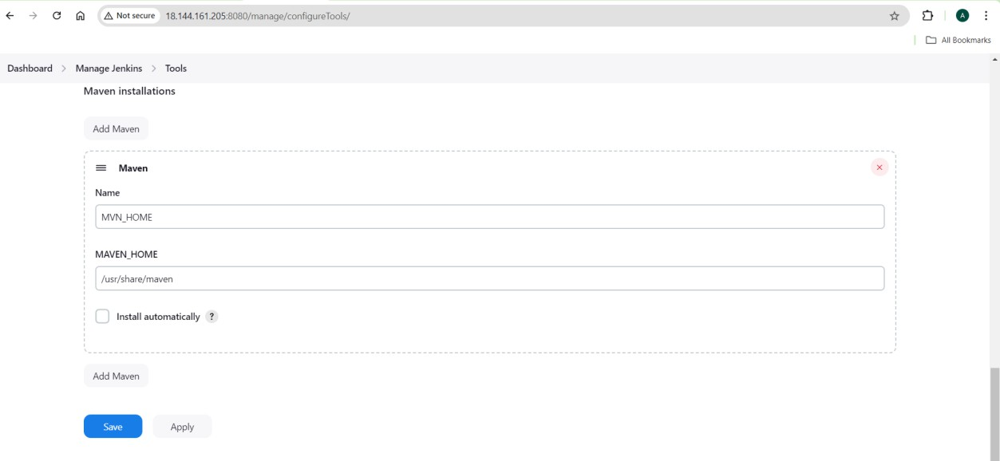 Not secure 18.144.161.205:8080/manage/configureTools/
A
All Bookmarks
Dashboard > Manage Jenkins > Tools
Maven installations
Add Maven
Maven
Name
MVN_HOME
MAVEN_HOME
/usr/share/maven
Install automatically ?
Add Maven
Save Apply